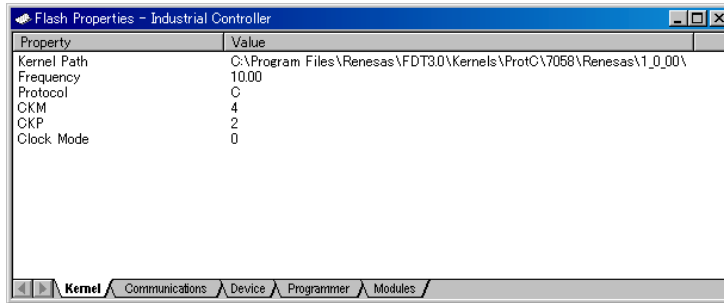 Flash Properties - Industrial Controller
Property Value
Kernel Path C:\Program Files\Renesas\FDT3.0\Kernels\ProtC\7058\Renesas\1_0_00\
Frequency 10.00
Protocol C
CKM 4
CKP 2
Clock Mode 0
Kernel Communications Device Programmer Modules